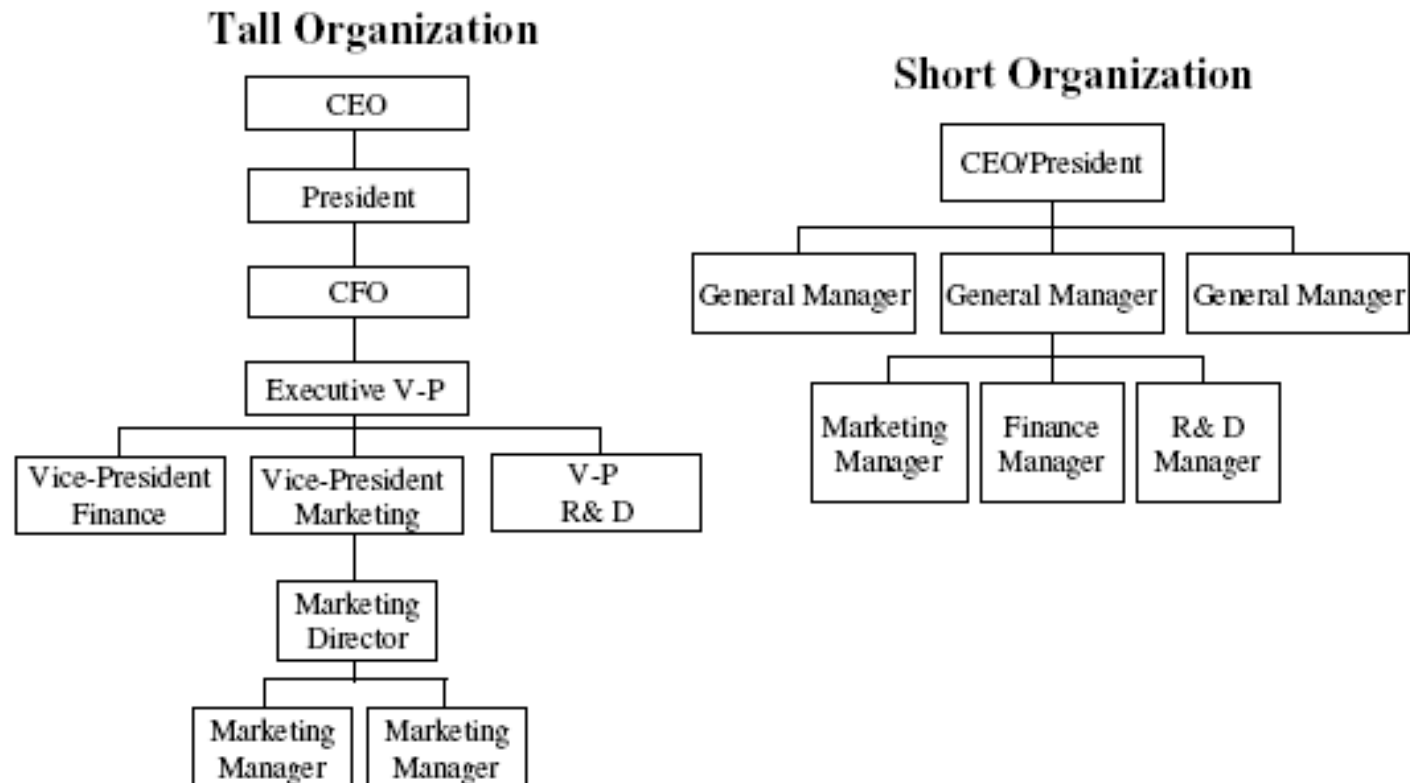 Tall Organization
CEO
President
CFO
Executive V-P
Vice-President
Finance
Vice-President
Marketing
V-P
R& D
Marketing
Director
Marketing
Manager
Marketing
Manager
Short Organization
CEO/President
General Manager
General Manager
General Manager
Marketing
Manager
Finance
Manager
R& D
Manager